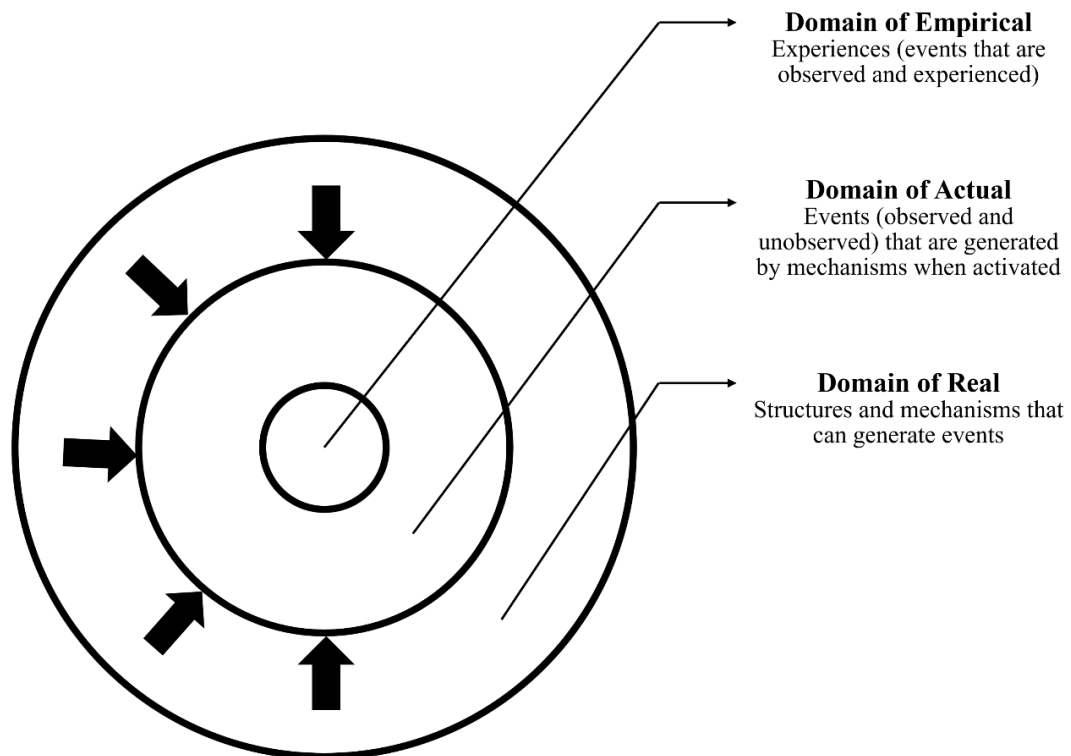 Domain of Empirical
Experiences (events that are
observed and experienced)
Domain of Actual
Events (observed and
unobserved) that are generated
by mechanisms when activated
Domain of Real
Structures and mechanisms that
can generate events